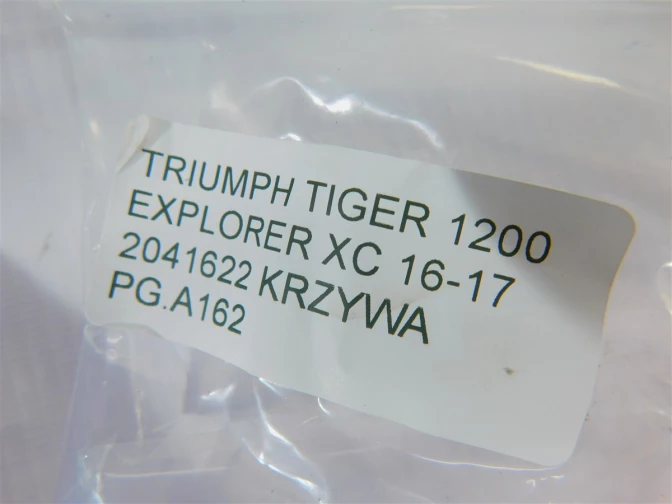 TRIUMPH TIGER 1200
EXPLORER XC 16-17
2041622 KRZYWA
PG.A162